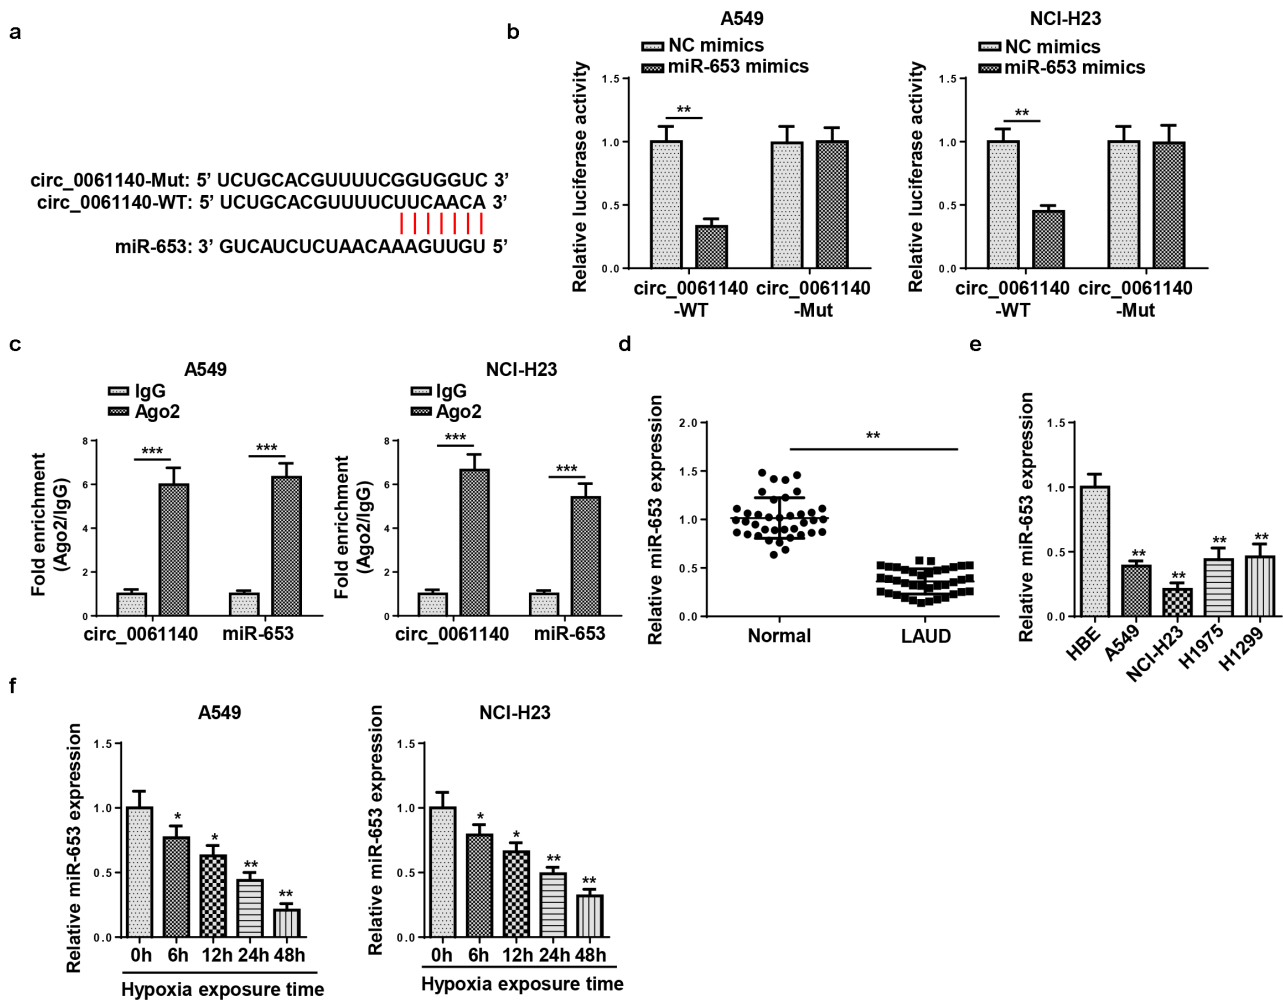 a
circ_0061140-Mut: 5’ UCUGCACGUUUUCGGUGGUC 3’
circ_0061140-WT: 5’ UCUGCACGUUUUCUUCAACA 3’
miR-653: 3’ GUCAUCUCUAACAAAGUUGU 5’
b
A549
NC mimics
miR-653 mimics
Relative luciferase activity
1.5
1.0
0.5
0.0
**
circ_0061140
-WT
circ_0061140
-Mut
NCI-H23
NC mimics
miR-653 mimics
Relative luciferase activity
1.5
1.0
0.5
0.0
**
circ_0061140
-WT
circ_0061140
-Mut
c
A549
IgG
Ago2
Fold enrichment
(Ago2/IgG)
8
6
4
2
0
***
***
circ_0061140
miR-653
NCI-H23
IgG
Ago2
Fold enrichment
(Ago2/IgG)
8
6
4
2
0
***
***
circ_0061140
miR-653
d
Relative miR-653 expression
2.0
1.5
1.0
0.5
0.0
**
Normal
LAUD
e
Relative miR-653 expression
1.5
1.0
0.5
0.0
**
**
**
**
HBE
A549
NCI-H23
H1975
H1299
f
A549
Relative miR-653 expression
1.5
1.0
0.5
0.0
*
*
**
**
0h 6h 12h 24h 48h
Hypoxia exposure time
NCI-H23
Relative miR-653 expression
1.5
1.0
0.5
0.0
*
*
**
**
0h 6h 12h 24h 48h
Hypoxia exposure time